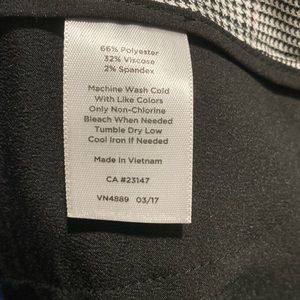 66% Polyester
32% Viscose
2% Spandex
Machine Wash Cold
With Like Colors
Only Non-Chlorine
Bleach When Needed
Tumble Dry Low
Cool Iron If Needed
Made in Vietnam
CA #23147
VN4889 03/17